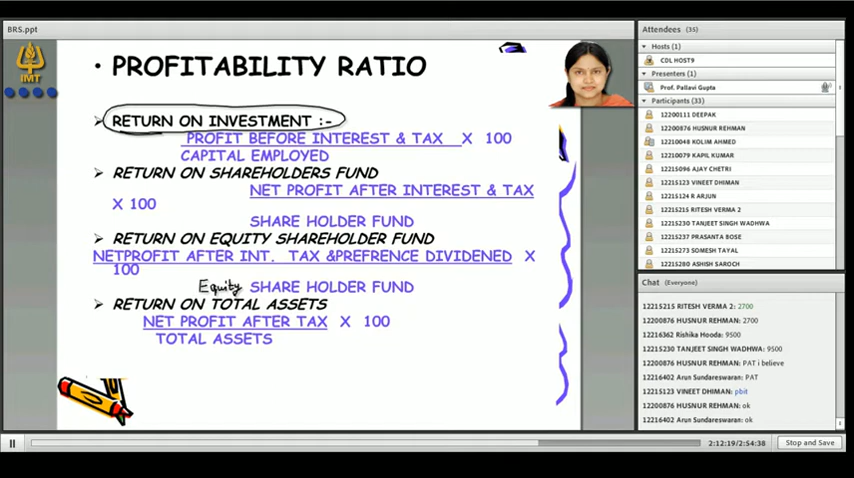 BRS.ppt
IMT
• PROFITABILITY RATIO
RETURN ON INVESTMENT :-
PROFIT BEFORE INTEREST & TAX X 100
CAPITAL EMPLOYED
RETURN ON SHAREHOLDERS FUND
NET PROFIT AFTER INTEREST & TAX
X 100
SHARE HOLDER FUND
RETURN ON EQUITY SHAREHOLDER FUND
NETPROFIT AFTER INT. TAX &PREFRENCE DIVIDENED X
100
Equity SHARE HOLDER FUND
RETURN ON TOTAL ASSETS
NET PROFIT AFTER TAX X 100
TOTAL ASSETS
Attendees (35)
Hosts (1)
CDL HOST9
Presenters (1)
Prof. Pallavi Gupta
Participants (33)
12200111 DEEPAK
12200876 HUSNUR REHMAN
12210048 KOLIM AHMED
12210079 KAPIL KUMAR
12215096 AJAY CHETRI
12215123 VINEET DHIMAN
12215124 R ARJUN
12215215 RITESH VERMA 2
12215230 TANJEET SINGH WADHWA
12215237 PRASANTA BOSE
12215273 SOMESH TAYAL
12215280 ASHISH SAROCH
Chat (Everyone)
12215215 RITESH VERMA 2: 2700
12200876 HUSNUR REHMAN: 2700
12216362 Rishika Hooda: 9500
12215230 TANJEET SINGH WADHWA: 9500
12200876 HUSNUR REHMAN: PAT i believe
12216402 Arun Sundareswaran: PAT
12215123 VINEET DHIMAN: pbit
12200876 HUSNUR REHMAN: ok
12216402 Arun Sundareswaran: ok
2:12:19/2:54:38
Stop and Save